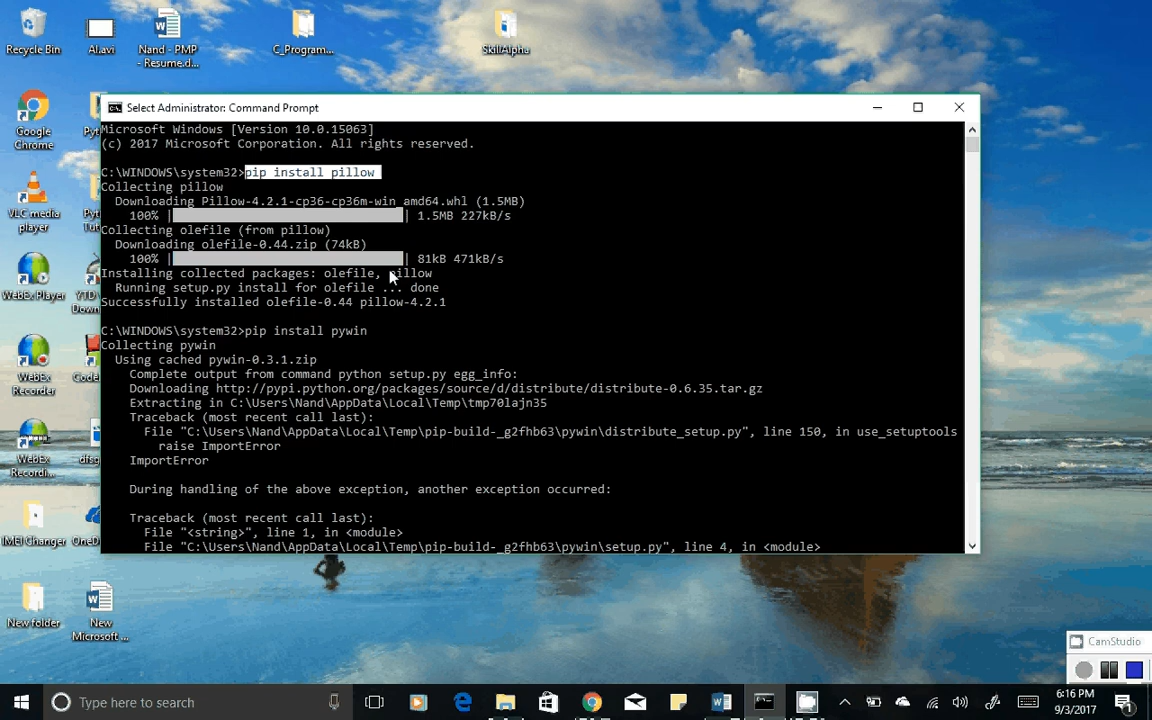 Recycle Bin
Al.avi
Nand - PMP
- Resume.d...
C_Program...
SkillAlpha
Google
Chrome
VLC media
player
WebEx Player
YTD
Down
WebEx
Recorder
WebEx
Recordi...
dfsg
IMEI Changer
OneD
New folder
New
Microsoft ...
Select Administrator: Command Prompt
Microsoft Windows [Version 10.0.15063]
(c) 2017 Microsoft Corporation. All rights reserved.
C:\WINDOWS\system32>pip install pillow
Collecting pillow
Downloading Pillow-4.2.1-cp36-cp36m-win_amd64.whl (1.5MB)
100% |████████████████████████████████| 1.5MB 227kB/s
Collecting olefile (from pillow)
Downloading olefile-0.44.zip (74kB)
100% |████████████████████████████████| 81kB 471kB/s
Installing collected packages: olefile, pillow
Running setup.py install for olefile ... done
Successfully installed olefile-0.44 pillow-4.2.1
C:\WINDOWS\system32>pip install pywin
Collecting pywin
Using cached pywin-0.3.1.zip
Complete output from command python setup.py egg_info:
Downloading http://pypi.python.org/packages/source/d/distribute/distribute-0.6.35.tar.gz
Extracting in C:\Users\Nand\AppData\Local\Temp\tmp70lajn35
Traceback (most recent call last):
File "C:\Users\Nand\AppData\Local\Temp\pip-build-_g2fhb63\pywin\distribute_setup.py", line 150, in use_setuptools
raise ImportError
ImportError
During handling of the above exception, another exception occurred:
Traceback (most recent call last):
File "<string>", line 1, in <module>
File "C:\Users\Nand\AppData\Local\Temp\pip-build-_g2fhb63\pywin\setup.py", line 4, in <module>
CamStudio
Type here to search
6:16 PM
9/3/2017
1